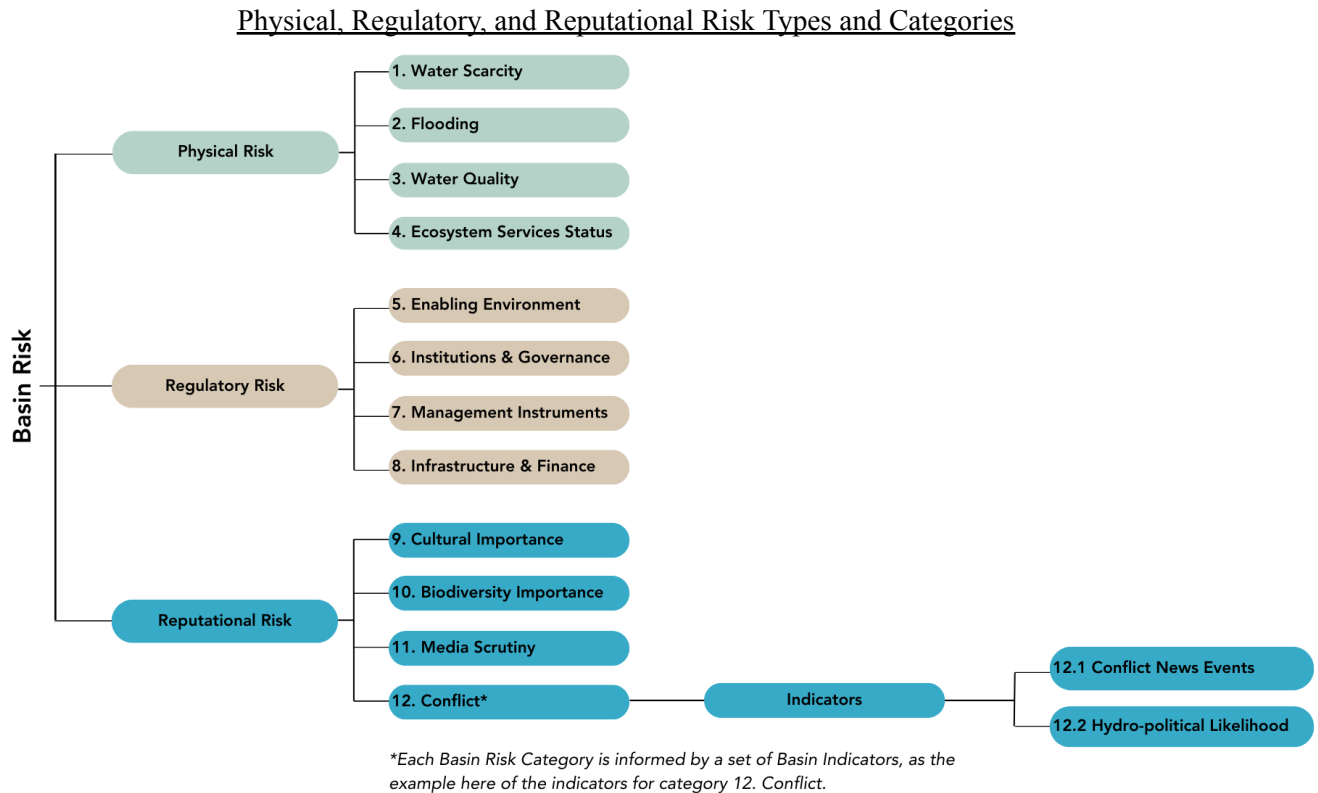 Physical, Regulatory, and Reputational Risk Types and Categories
Basin Risk
Physical Risk
1. Water Scarcity
2. Flooding
3. Water Quality
4. Ecosystem Services Status
Regulatory Risk
5. Enabling Environment
6. Institutions & Governance
7. Management Instruments
8. Infrastructure & Finance
Reputational Risk
9. Cultural Importance
10. Biodiversity Importance
11. Media Scrutiny
12. Conflict*
Indicators
12.1 Conflict News Events
12.2 Hydro-political Likelihood
*Each Basin Risk Category is informed by a set of Basin Indicators, as the
example here of the indicators for category 12. Conflict.